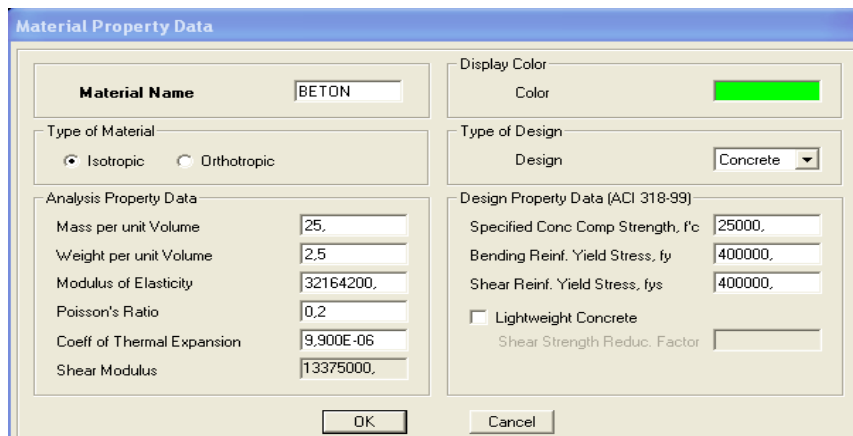 Material Property Data
Material Name BETON
Display Color
Color
Type of Material
Isotropic Orthotropic
Type of Design
Design Concrete
Analysis Property Data
Mass per unit Volume 25,
Weight per unit Volume 2,5
Modulus of Elasticity 32164200,
Poisson's Ratio 0,2
Coeff of Thermal Expansion 9,900E-06
Shear Modulus 13375000,
Design Property Data (ACI 318-99)
Specified Conc Comp Strength, f'c 25000,
Bending Reinf. Yield Stress, fy 400000,
Shear Reinf. Yield Stress, fys 400000,
Lightweight Concrete
Shear Strength Reduc. Factor
OK Cancel